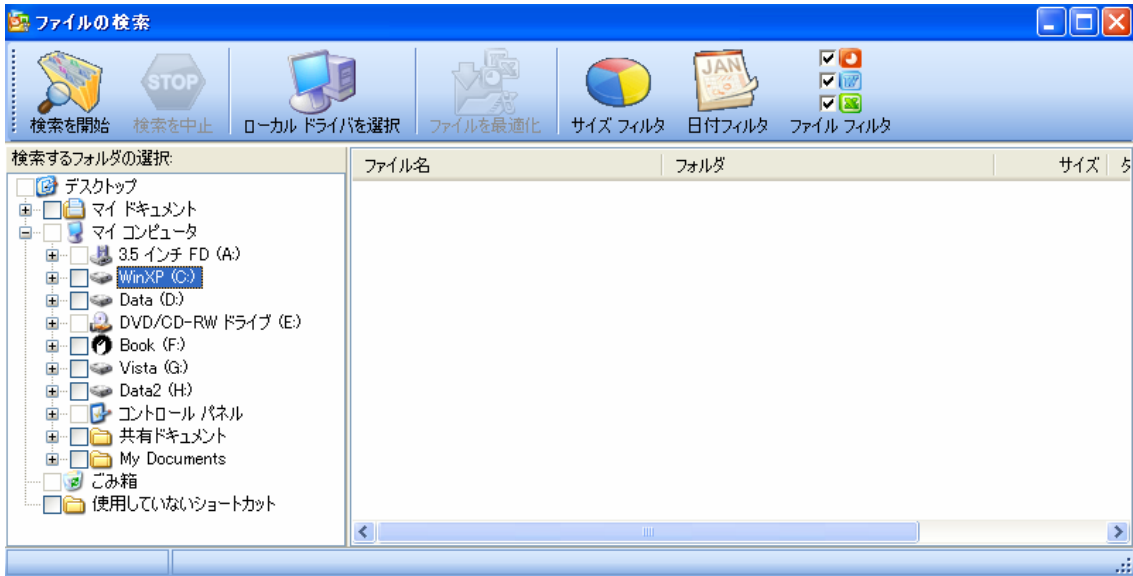 ファイルの検索
検索を開始
STOP
検索を中止
ローカル ドライバを選択
ファイルを最適化
サイズ フィルタ
JAN
日付フィルタ
ファイル フィルタ
検索するフォルダの選択:
ファイル名 フォルダ サイズ タ
デスクトップ
マイ ドキュメント
マイ コンピュータ
3.5 インチ FD (A:)
WinXP (C:)
Data (D:)
DVD/CD-RW ドライブ (E:)
Book (F:)
Vista (G:)
Data2 (H:)
コントロール パネル
共有ドキュメント
My Documents
ごみ箱
使用していないショートカット